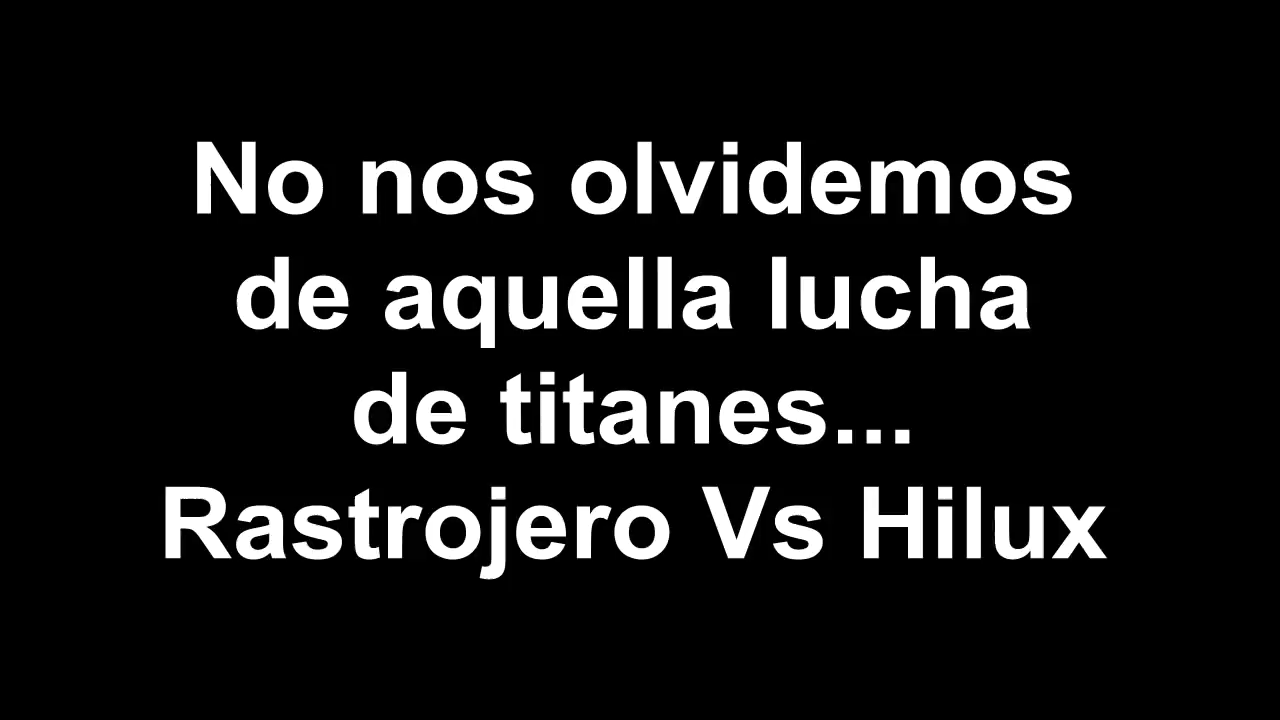 No nos olvidemos
de aquella lucha
de titanes...
Rastrojero Vs Hilux